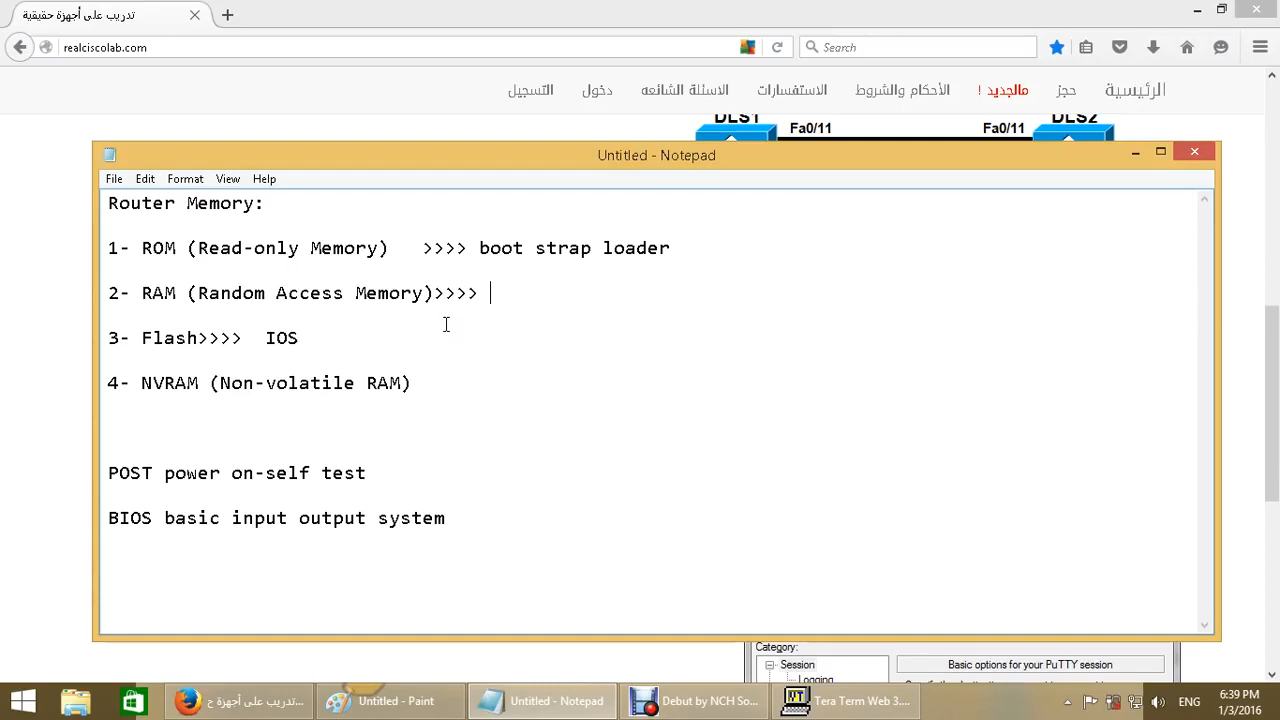 تدريب على أجهزة حقيقية
realciscolab.com
Search
الرئيسية
حجز
مالجديد !
الأحكام والشروط
الاستفسارات
الاسئلة الشائعه
دخول
التسجيل
DLS1 Fa0/11 Fa0/11 DLS2
Untitled - Notepad
File Edit Format View Help
Router Memory:
1- ROM (Read-only Memory) >>>> boot strap loader
2- RAM (Random Access Memory)>>>>
3- Flash>>>> IOS
4- NVRAM (Non-volatile RAM)
POST power on-self test
BIOS basic input output system
Category:
Session
Logging
Basic options for your PuTTY session
تدريب على أجهزة ح...
Untitled - Paint
Untitled - Notepad
Debut by NCH So...
Tera Term Web 3....
ENG
6:39 PM
1/3/2016